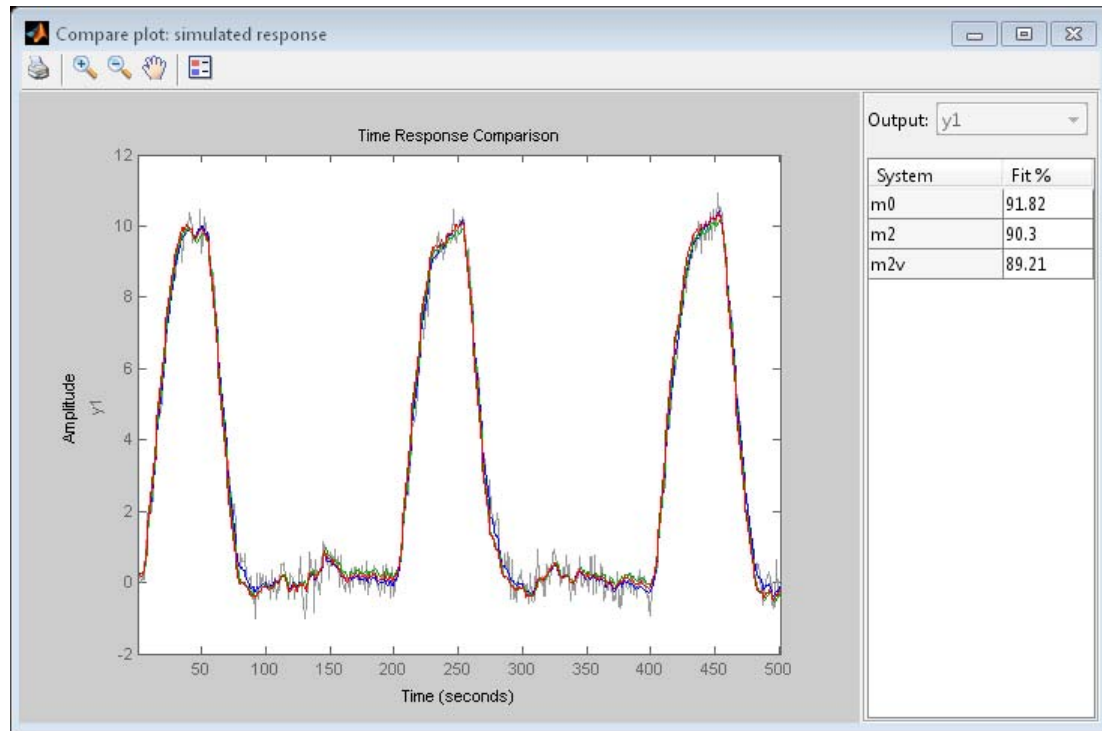 Compare plot: simulated response
Output: y1
Time Response Comparison
System Fit %
m0 91.82
m2 90.3
m2v 89.21
12
10
8
6
4
2
0
-2
Amplitude
y1
50 100 150 200 250 300 350 400 450 500
Time (seconds)